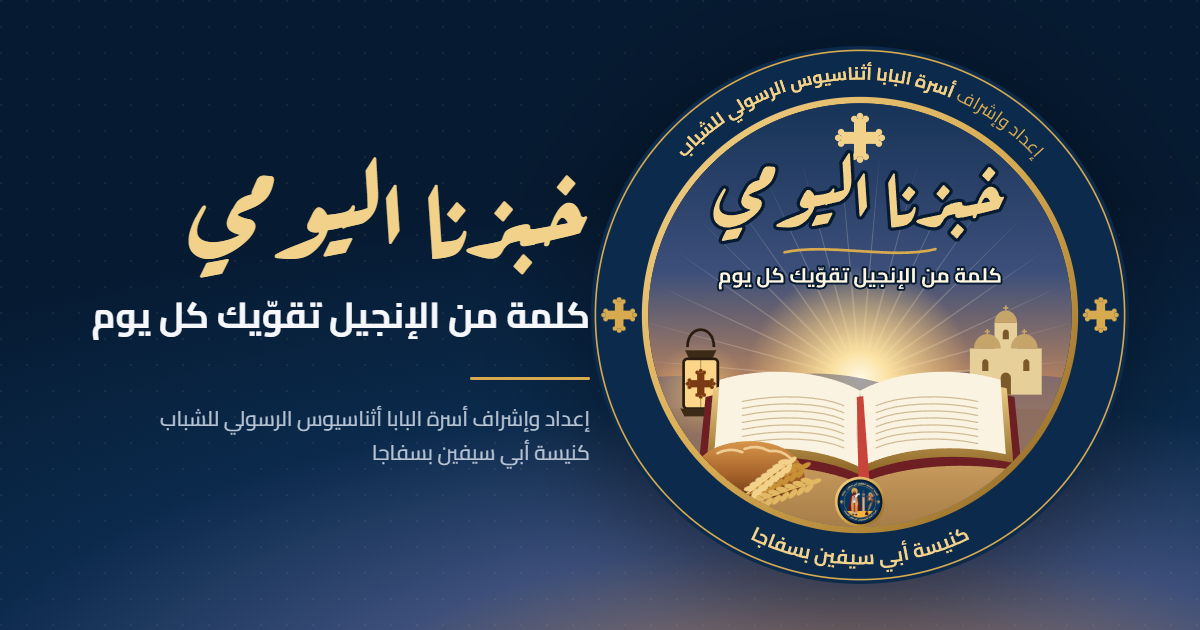 إعداد وإشراف أسرة البابا أثناسيوس الرسولي للشباب
خبزنا اليومي
كلمة من الإنجيل تقوّيك كل يوم
كنيسة أبي سيفين بسفاجا
خبزنا اليومي
كلمة من الإنجيل تقوّيك كل يوم
إعداد وإشراف أسرة البابا أثناسيوس الرسولي للشباب
كنيسة أبي سيفين بسفاجا